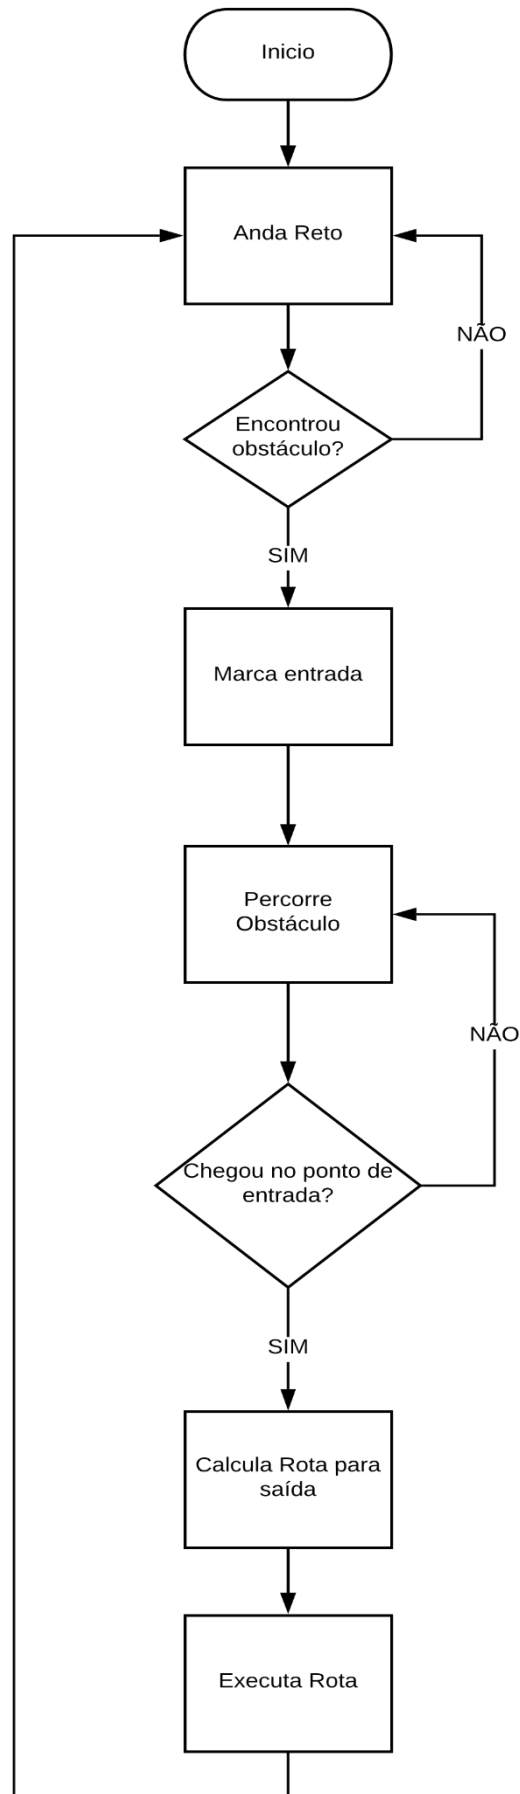 Inicio
Anda Reto
NÃO
Encontrou
obstáculo?
SIM
Marca entrada
Percorre
Obstáculo
NÃO
Chegou no ponto de
entrada?
SIM
Calcula Rota para
saída
Executa Rota